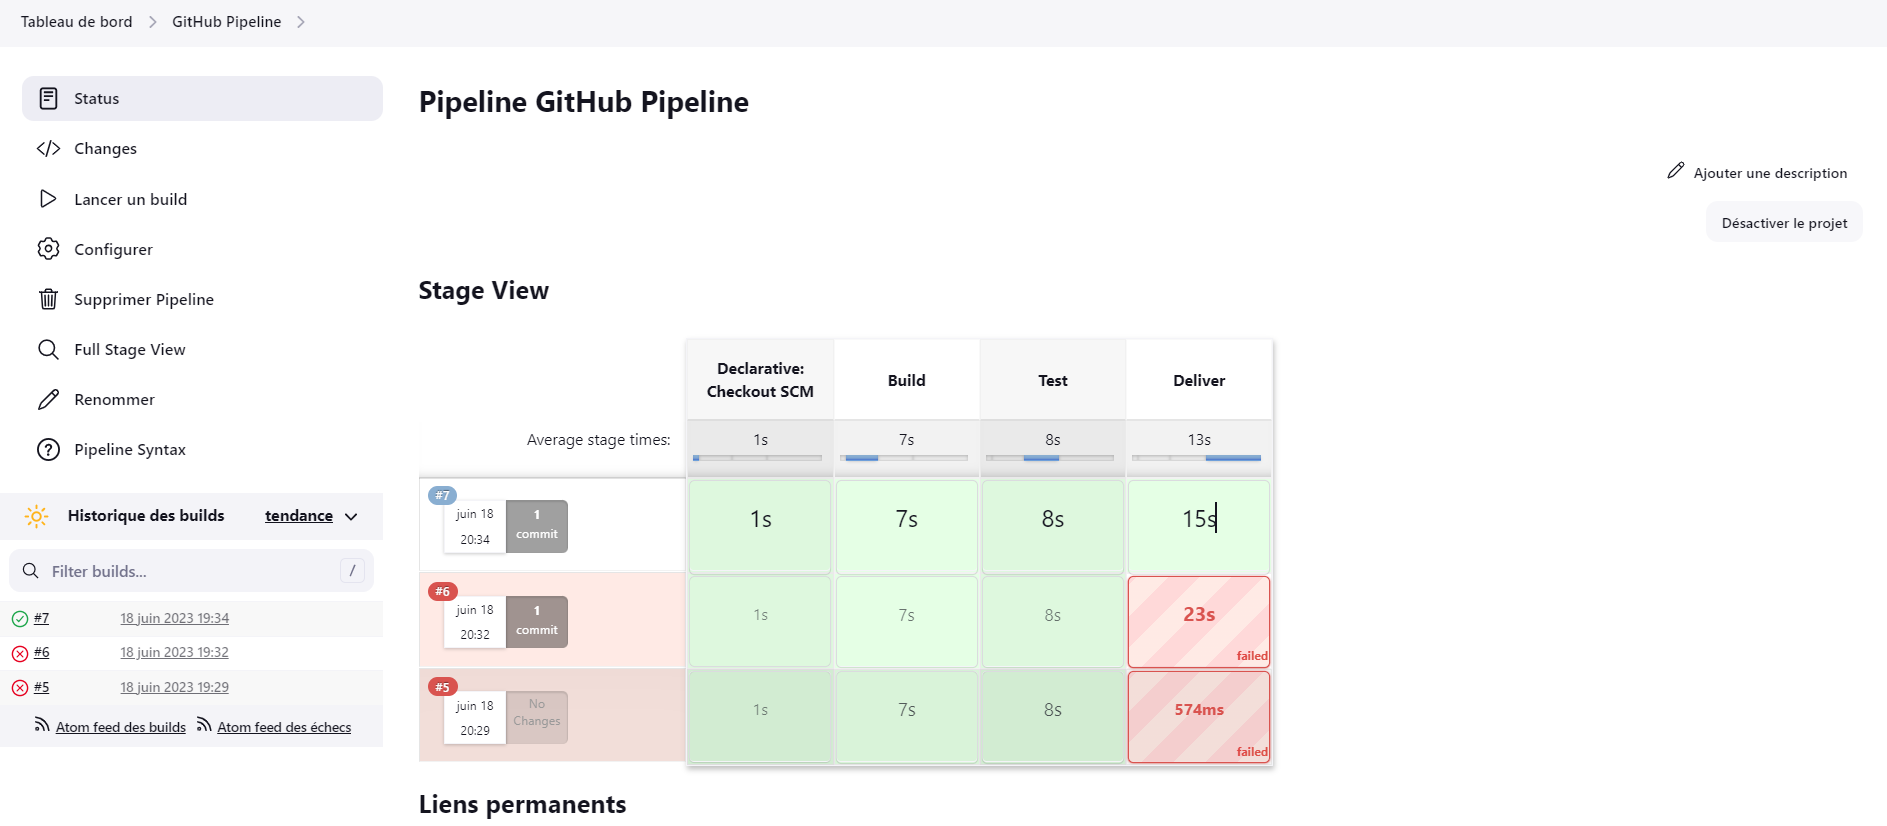 Tableau de bord
GitHub Pipeline
Status
Changes
Lancer un build
Configurer
Supprimer Pipeline
Full Stage View
Renommer
Pipeline Syntax
Historique des builds
tendance
Filter builds...
/
#7
18 juin 2023 19:34
#6
18 juin 2023 19:32
#5
18 juin 2023 19:29
Atom feed des builds
Atom feed des échecs
Pipeline GitHub Pipeline
Ajouter une description
Désactiver le projet
Stage View
Declarative:
Checkout SCM
Build
Test
Deliver
Average stage times:
1s
7s
8s
13s
#7
juin 18
20:34
1
commit
1s
7s
8s
15s
#6
juin 18
20:32
1
commit
1s
7s
8s
23s
failed
#5
juin 18
20:29
No
Changes
1s
7s
8s
574ms
failed
Liens permanents